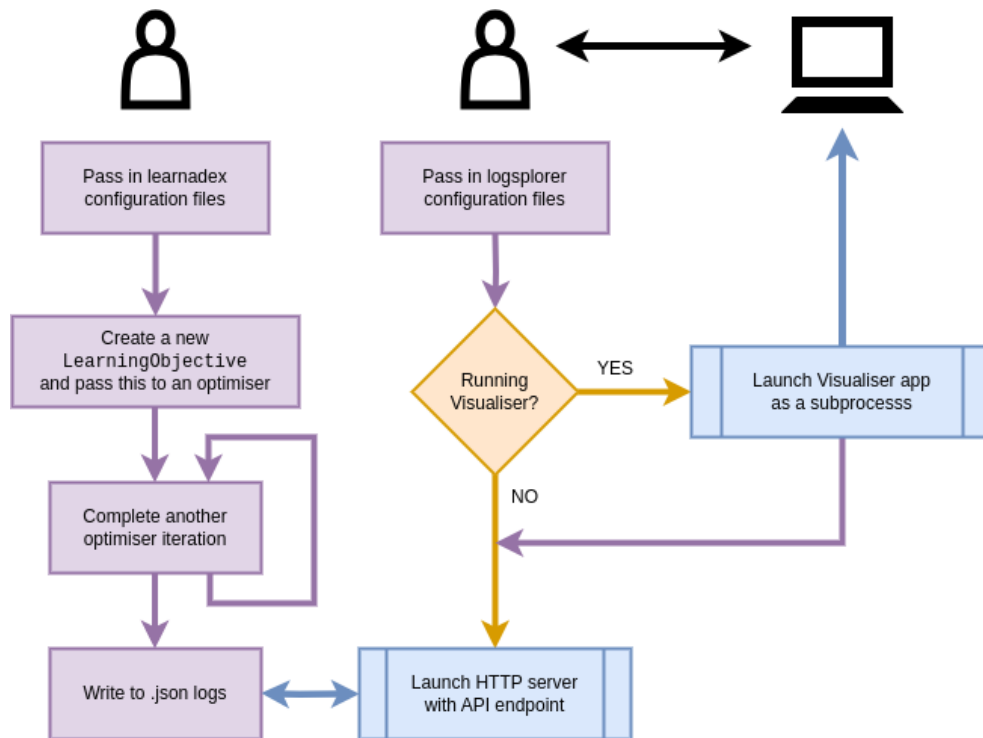 Pass in learnadex
configuration files
Pass in logsplorer
configuration files
Create a new
LearningObjective
and pass this to an optimiser
Running
Visualiser?
YES
Launch Visualiser app
as a subprocesss
NO
Complete another
optimiser iteration
Write to .json logs
Launch HTTP server
with API endpoint